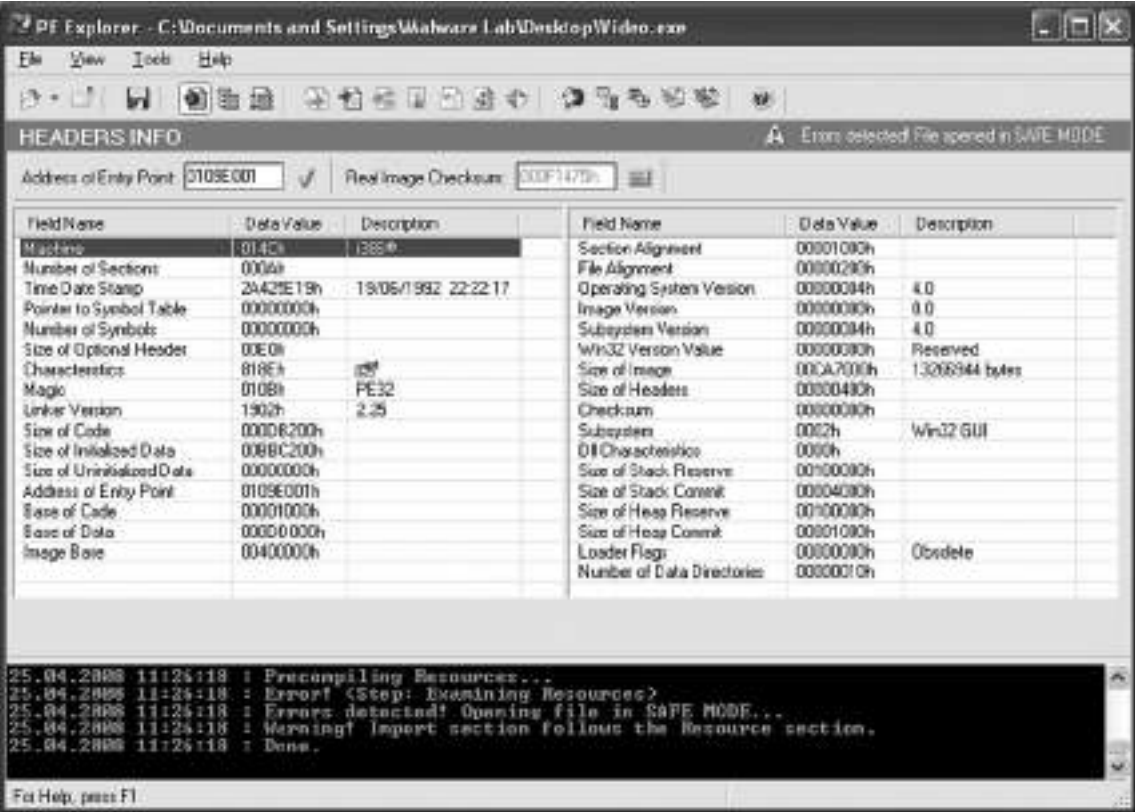 PE Explorer - C:\Documents and Settings\Malware Lab\Desktop\Video.exe
File View Tools Help
HEADERS INFO
Errors detected! File opened in SAFE MODE
Address of Entry Point: 0109E001
Real Image Checksum:
Field Name Data Value Description
Machine 014Ch i386®
Number of Sections 000Ah
Time Date Stamp 2A425E19h 19/06/1992 22:22:17
Pointer to Symbol Table 00000000h
Number of Symbols 00000000h
Size of Optional Header 00E0h
Characteristics 818Eh
Magic 010Bh PE32
Linker Version 1902h 2.25
Size of Code 000DB200h
Size of Initialized Data 00BBC200h
Size of Uninitialized Data 00000000h
Address of Entry Point 0109E001h
Base of Code 00001000h
Base of Data
Image Base 00400000h
Field Name Data Value Description
Section Alignment 00001000h
File Alignment 00000200h
Operating System Version 00000004h 4.0
Image Version 00000000h 0.0
Subsystem Version 00000004h 4.0
Win32 Version Value 00000000h Reserved
Size of Image 00CA7000h 13266944 bytes
Size of Headers 00000400h
Checksum 00000000h
Subsystem 0002h Win32 GUI
Dll Characteristics 0000h
Size of Stack Reserve 00100000h
Size of Stack Commit 00004000h
Size of Heap Reserve 00100000h
Size of Heap Commit 00001000h
Loader Flags 00000000h Obsolete
Number of Data Directories 00000010h
25.04.2008 11:26:18 : Precompiling Resources...
25.04.2008 11:26:18 : Error! <Step: Examining Resources>
25.04.2008 11:26:18 : Errors detected! Opening file in SAFE MODE...
25.04.2008 11:26:18 : Warning! Import section follows the Resource section.
25.04.2008 11:26:18 : Done.
For Help, press F1